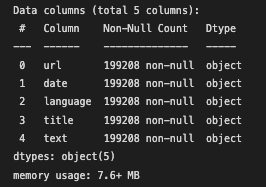 Data columns (total 5 columns):
 #   Column    Non-Null Count   Dtype
---  ------    --------------   -----
 0   url       199208 non-null  object
 1   date      199208 non-null  object
 2   language  199208 non-null  object
 3   title     199208 non-null  object
 4   text      199208 non-null  object
dtypes: object(5)
memory usage: 7.6+ MB